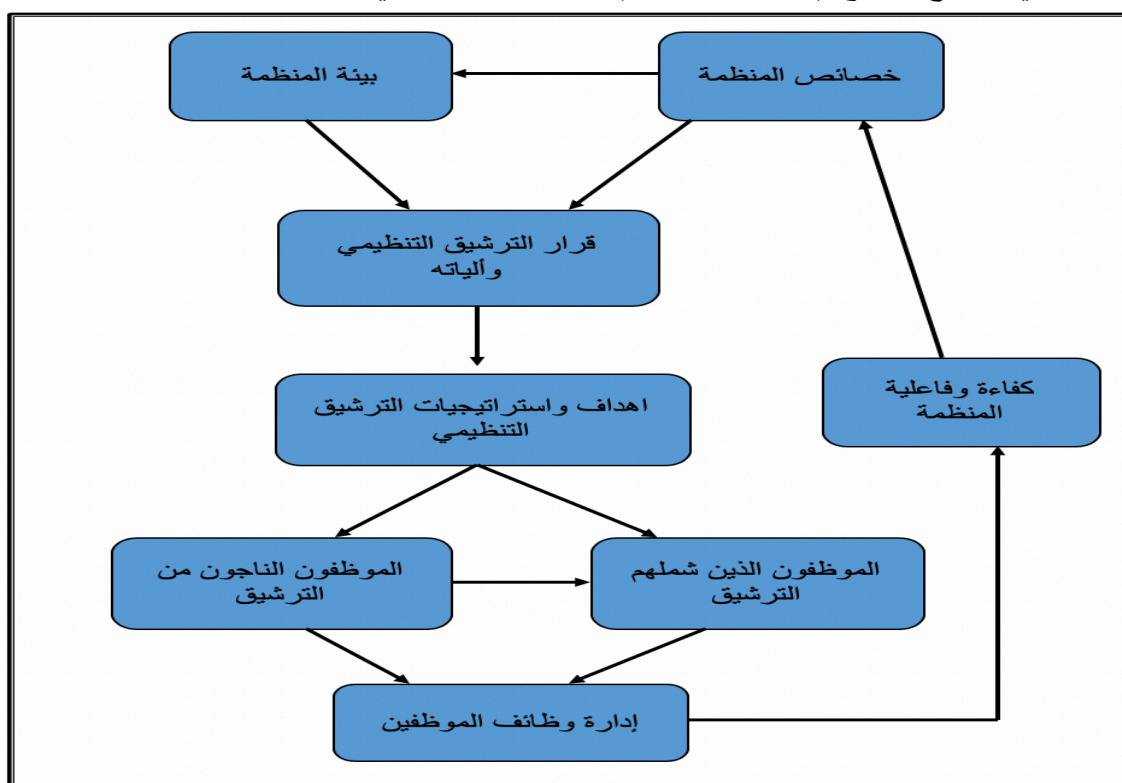 خصائص المنظمة
بيئة المنظمة
قرار الترشيق التنظيمي
وألياته
اهداف واستراتيجيات الترشيق
التنظيمي
كفاءة وفاعلية
المنظمة
الموظفون الذين شملهم
الترشيق
الموظفون الناجون من
الترشيق
إدارة وظائف الموظفين